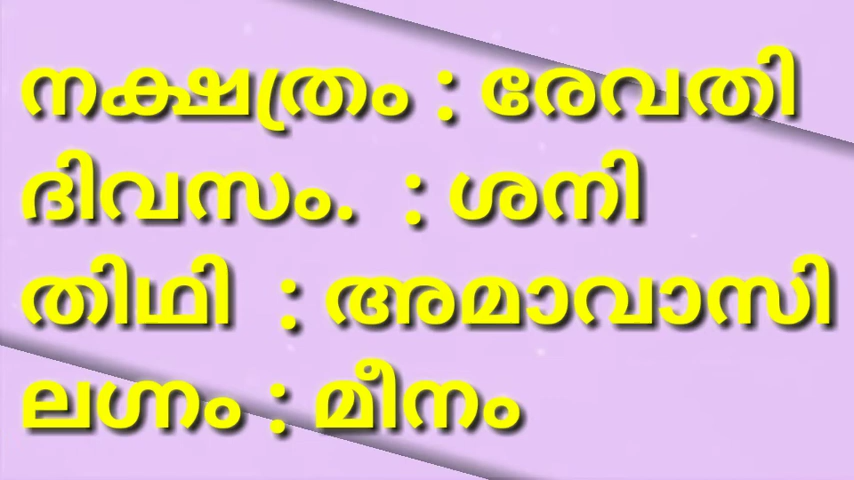 നക്ഷത്രം : രേവതി
ദിവസം. : ശനി
തിഥി : അമാവാസി
ലഗ്നം : മീനം